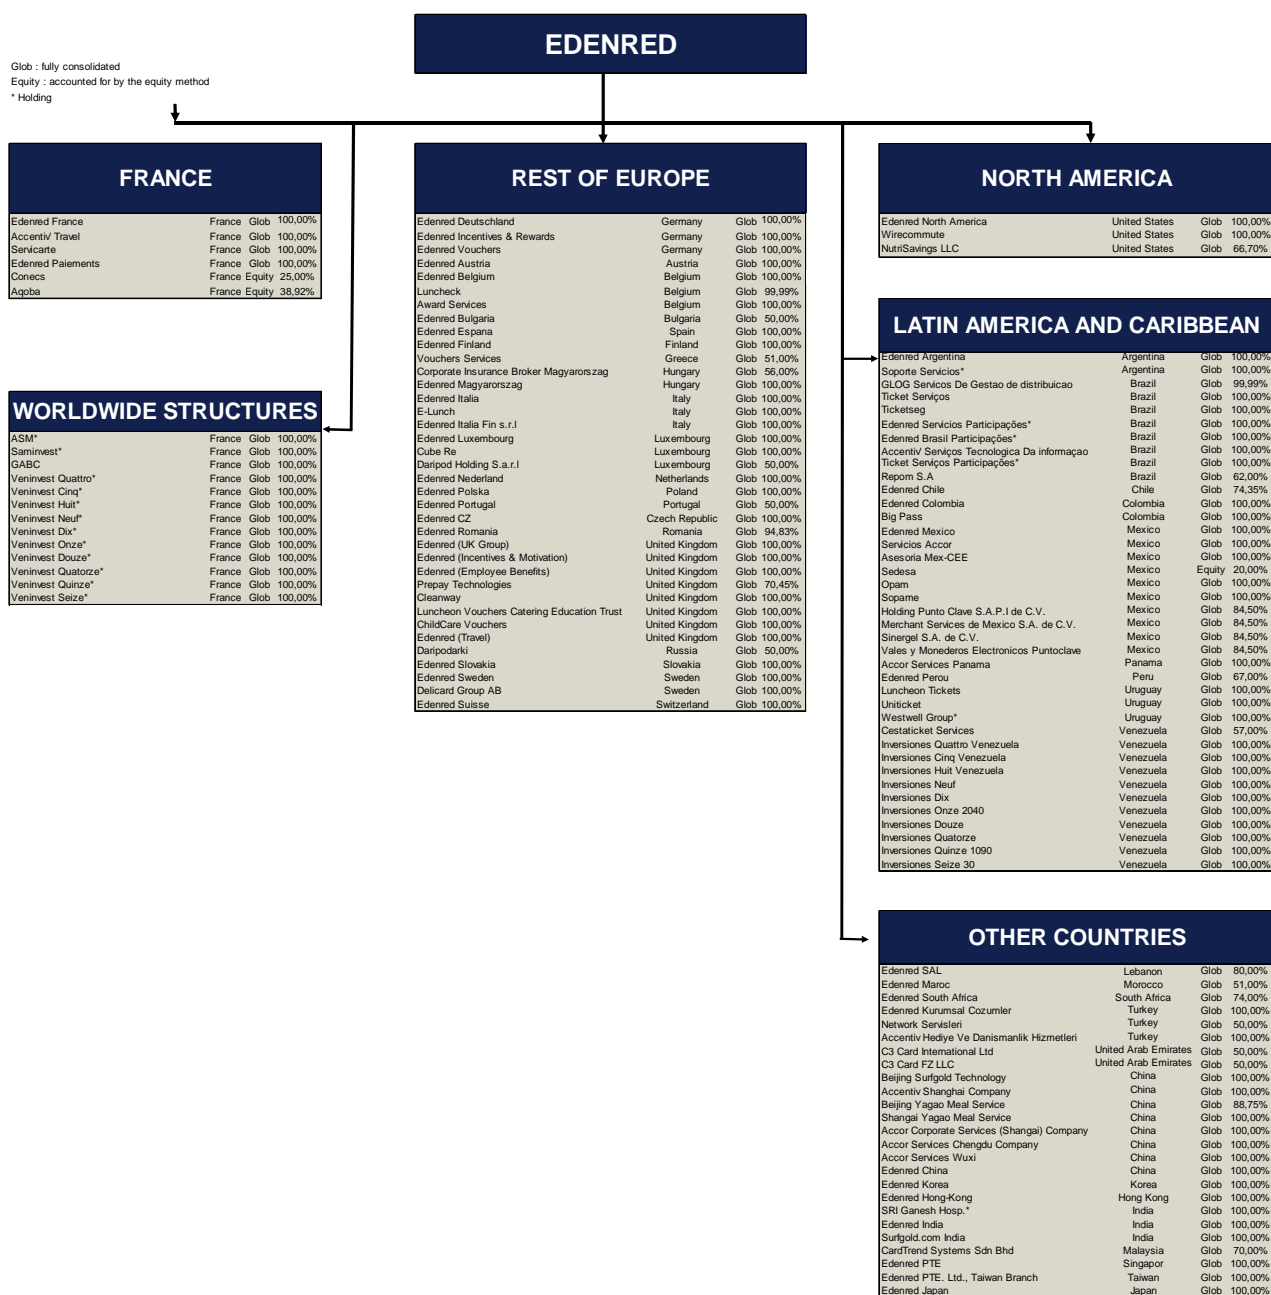 EDENRED
Glob : fully consolidated
Equity : accounted for by the equity method
* Holding
FRANCE
Edenred France France Glob 100,00%
Accentiv' Travel France Glob 100,00%
Servicarte France Glob 100,00%
Edenred Paiements France Glob 100,00%
Conecs France Equity 25,00%
Aqoba France Equity 38,92%
WORLDWIDE STRUCTURES
ASM* France Glob 100,00%
Saminvest* France Glob 100,00%
GABC France Glob 100,00%
Veninvest Quattro* France Glob 100,00%
Veninvest Cinq* France Glob 100,00%
Veninvest Huit* France Glob 100,00%
Veninvest Neuf* France Glob 100,00%
Veninvest Dix* France Glob 100,00%
Veninvest Onze* France Glob 100,00%
Veninvest Douze* France Glob 100,00%
Veninvest Quatorze* France Glob 100,00%
Veninvest Quinze* France Glob 100,00%
Veninvest Seize* France Glob 100,00%
REST OF EUROPE
Edenred Deutschland Germany Glob 100,00%
Edenred Incentives & Rewards Germany Glob 100,00%
Edenred Vouchers Germany Glob 100,00%
Edenred Austria Austria Glob 100,00%
Edenred Belgium Belgium Glob 100,00%
Luncheck Belgium Glob 99,99%
Award Services Belgium Glob 100,00%
Edenred Bulgaria Bulgaria Glob 50,00%
Edenred Espana Spain Glob 100,00%
Edenred Finland Finland Glob 100,00%
Vouchers Services Greece Glob 51,00%
Corporate Insurance Broker Magyarorszag Hungary Glob 56,00%
Edenred Magyarorszag Hungary Glob 100,00%
Edenred Italia Italy Glob 100,00%
E-Lunch Italy Glob 100,00%
Edenred Italia Fin s.r.l Italy Glob 100,00%
Edenred Luxembourg Luxembourg Glob 100,00%
Cube Re Luxembourg Glob 100,00%
Daripod Holding S.a.r.l Luxembourg Glob 50,00%
Edenred Nederland Netherlands Glob 100,00%
Edenred Polska Poland Glob 100,00%
Edenred Portugal Portugal Glob 50,00%
Edenred CZ Czech Republic Glob 100,00%
Edenred Romania Romania Glob 94,83%
Edenred (UK Group) United Kingdom Glob 100,00%
Edenred (Incentives & Motivation) United Kingdom Glob 100,00%
Edenred (Employee Benefits) United Kingdom Glob 100,00%
Prepay Technologies United Kingdom Glob 70,45%
Cleanway United Kingdom Glob 100,00%
Luncheon Vouchers Catering Education Trust United Kingdom Glob 100,00%
ChildCare Vouchers United Kingdom Glob 100,00%
Edenred (Travel) United Kingdom Glob 100,00%
Daripodarki Russia Glob 50,00%
Edenred Slovakia Slovakia Glob 100,00%
Edenred Sweden Sweden Glob 100,00%
Delicard Group AB Sweden Glob 100,00%
Edenred Suisse Switzerland Glob 100,00%
NORTH AMERICA
Edenred North America United States Glob 100,00%
Wirecommute United States Glob 100,00%
NutriSavings LLC United States Glob 66,70%
LATIN AMERICA AND CARIBBEAN
Edenred Argentina Argentina Glob 100,00%
Soporte Servicios* Argentina Glob 100,00%
GLOG Servicos De Gestao de distribuicao Brazil Glob 99,99%
Ticket Serviços Brazil Glob 100,00%
Ticketseg Brazil Glob 100,00%
Edenred Servicios Participações* Brazil Glob 100,00%
Edenred Brasil Participações* Brazil Glob 100,00%
Accentiv' Serviços Tecnologica Da informaçao Brazil Glob 100,00%
Ticket Serviços Participações* Brazil Glob 100,00%
Repom S.A Brazil Glob 62,00%
Edenred Chile Chile Glob 74,35%
Edenred Colombia Colombia Glob 100,00%
Big Pass Colombia Glob 100,00%
Edenred Mexico Mexico Glob 100,00%
Servicios Accor Mexico Glob 100,00%
Asesoria Mex-CEE Mexico Glob 100,00%
Sedesa Mexico Equity 20,00%
Opam Mexico Glob 100,00%
Sopame Mexico Glob 100,00%
Holding Punto Clave S.A.P.I de C.V. Mexico Glob 84,50%
Merchant Services de Mexico S.A. de C.V. Mexico Glob 84,50%
Sinergel S.A. de C.V. Mexico Glob 84,50%
Vales y Monederos Electronicos Puntoclave Mexico Glob 84,50%
Accor Services Panama Panama Glob 100,00%
Edenred Perou Peru Glob 67,00%
Luncheon Tickets Uruguay Glob 100,00%
Uniticket Uruguay Glob 100,00%
Westwell Group* Uruguay Glob 100,00%
Cestaticket Services Venezuela Glob 57,00%
Inversiones Quattro Venezuela Venezuela Glob 100,00%
Inversiones Cinq Venezuela Venezuela Glob 100,00%
Inversiones Huit Venezuela Venezuela Glob 100,00%
Inversiones Neuf Venezuela Glob 100,00%
Inversiones Dix Venezuela Glob 100,00%
Inversiones Onze 2040 Venezuela Glob 100,00%
Inversiones Douze Venezuela Glob 100,00%
Inversiones Quatorze Venezuela Glob 100,00%
Inversiones Quinze 1090 Venezuela Glob 100,00%
Inversiones Seize 30 Venezuela Glob 100,00%
OTHER COUNTRIES
Edenred SAL Lebanon Glob 80,00%
Edenred Maroc Morocco Glob 51,00%
Edenred South Africa South Africa Glob 74,00%
Edenred Kurumsal Cozumler Turkey Glob 100,00%
Network Servisleri Turkey Glob 50,00%
Accentiv Hediye Ve Danismanlik Hizmetleri Turkey Glob 100,00%
C3 Card International Ltd United Arab Emirates Glob 50,00%
C3 Card FZ LLC United Arab Emirates Glob 50,00%
Beijing Surfgold Technology China Glob 100,00%
Accentiv Shanghai Company China Glob 100,00%
Beijing Yagao Meal Service China Glob 88,75%
Shangai Yagao Meal Service China Glob 100,00%
Accor Corporate Services (Shangai) Company China Glob 100,00%
Accor Services Chengdu Company China Glob 100,00%
Accor Services Wuxi China Glob 100,00%
Edenred China China Glob 100,00%
Edenred Korea Korea Glob 100,00%
Edenred Hong-Kong Hong Kong Glob 100,00%
SRI Ganesh Hosp.* India Glob 100,00%
Edenred India India Glob 100,00%
Surfgold.com India India Glob 100,00%
CardTrend Systems Sdn Bhd Malaysia Glob 70,00%
Edenred PTE Singapor Glob 100,00%
Edenred PTE. Ltd., Taiwan Branch Taiwan Glob 100,00%
Edenred Japan Japan Glob 100,00%